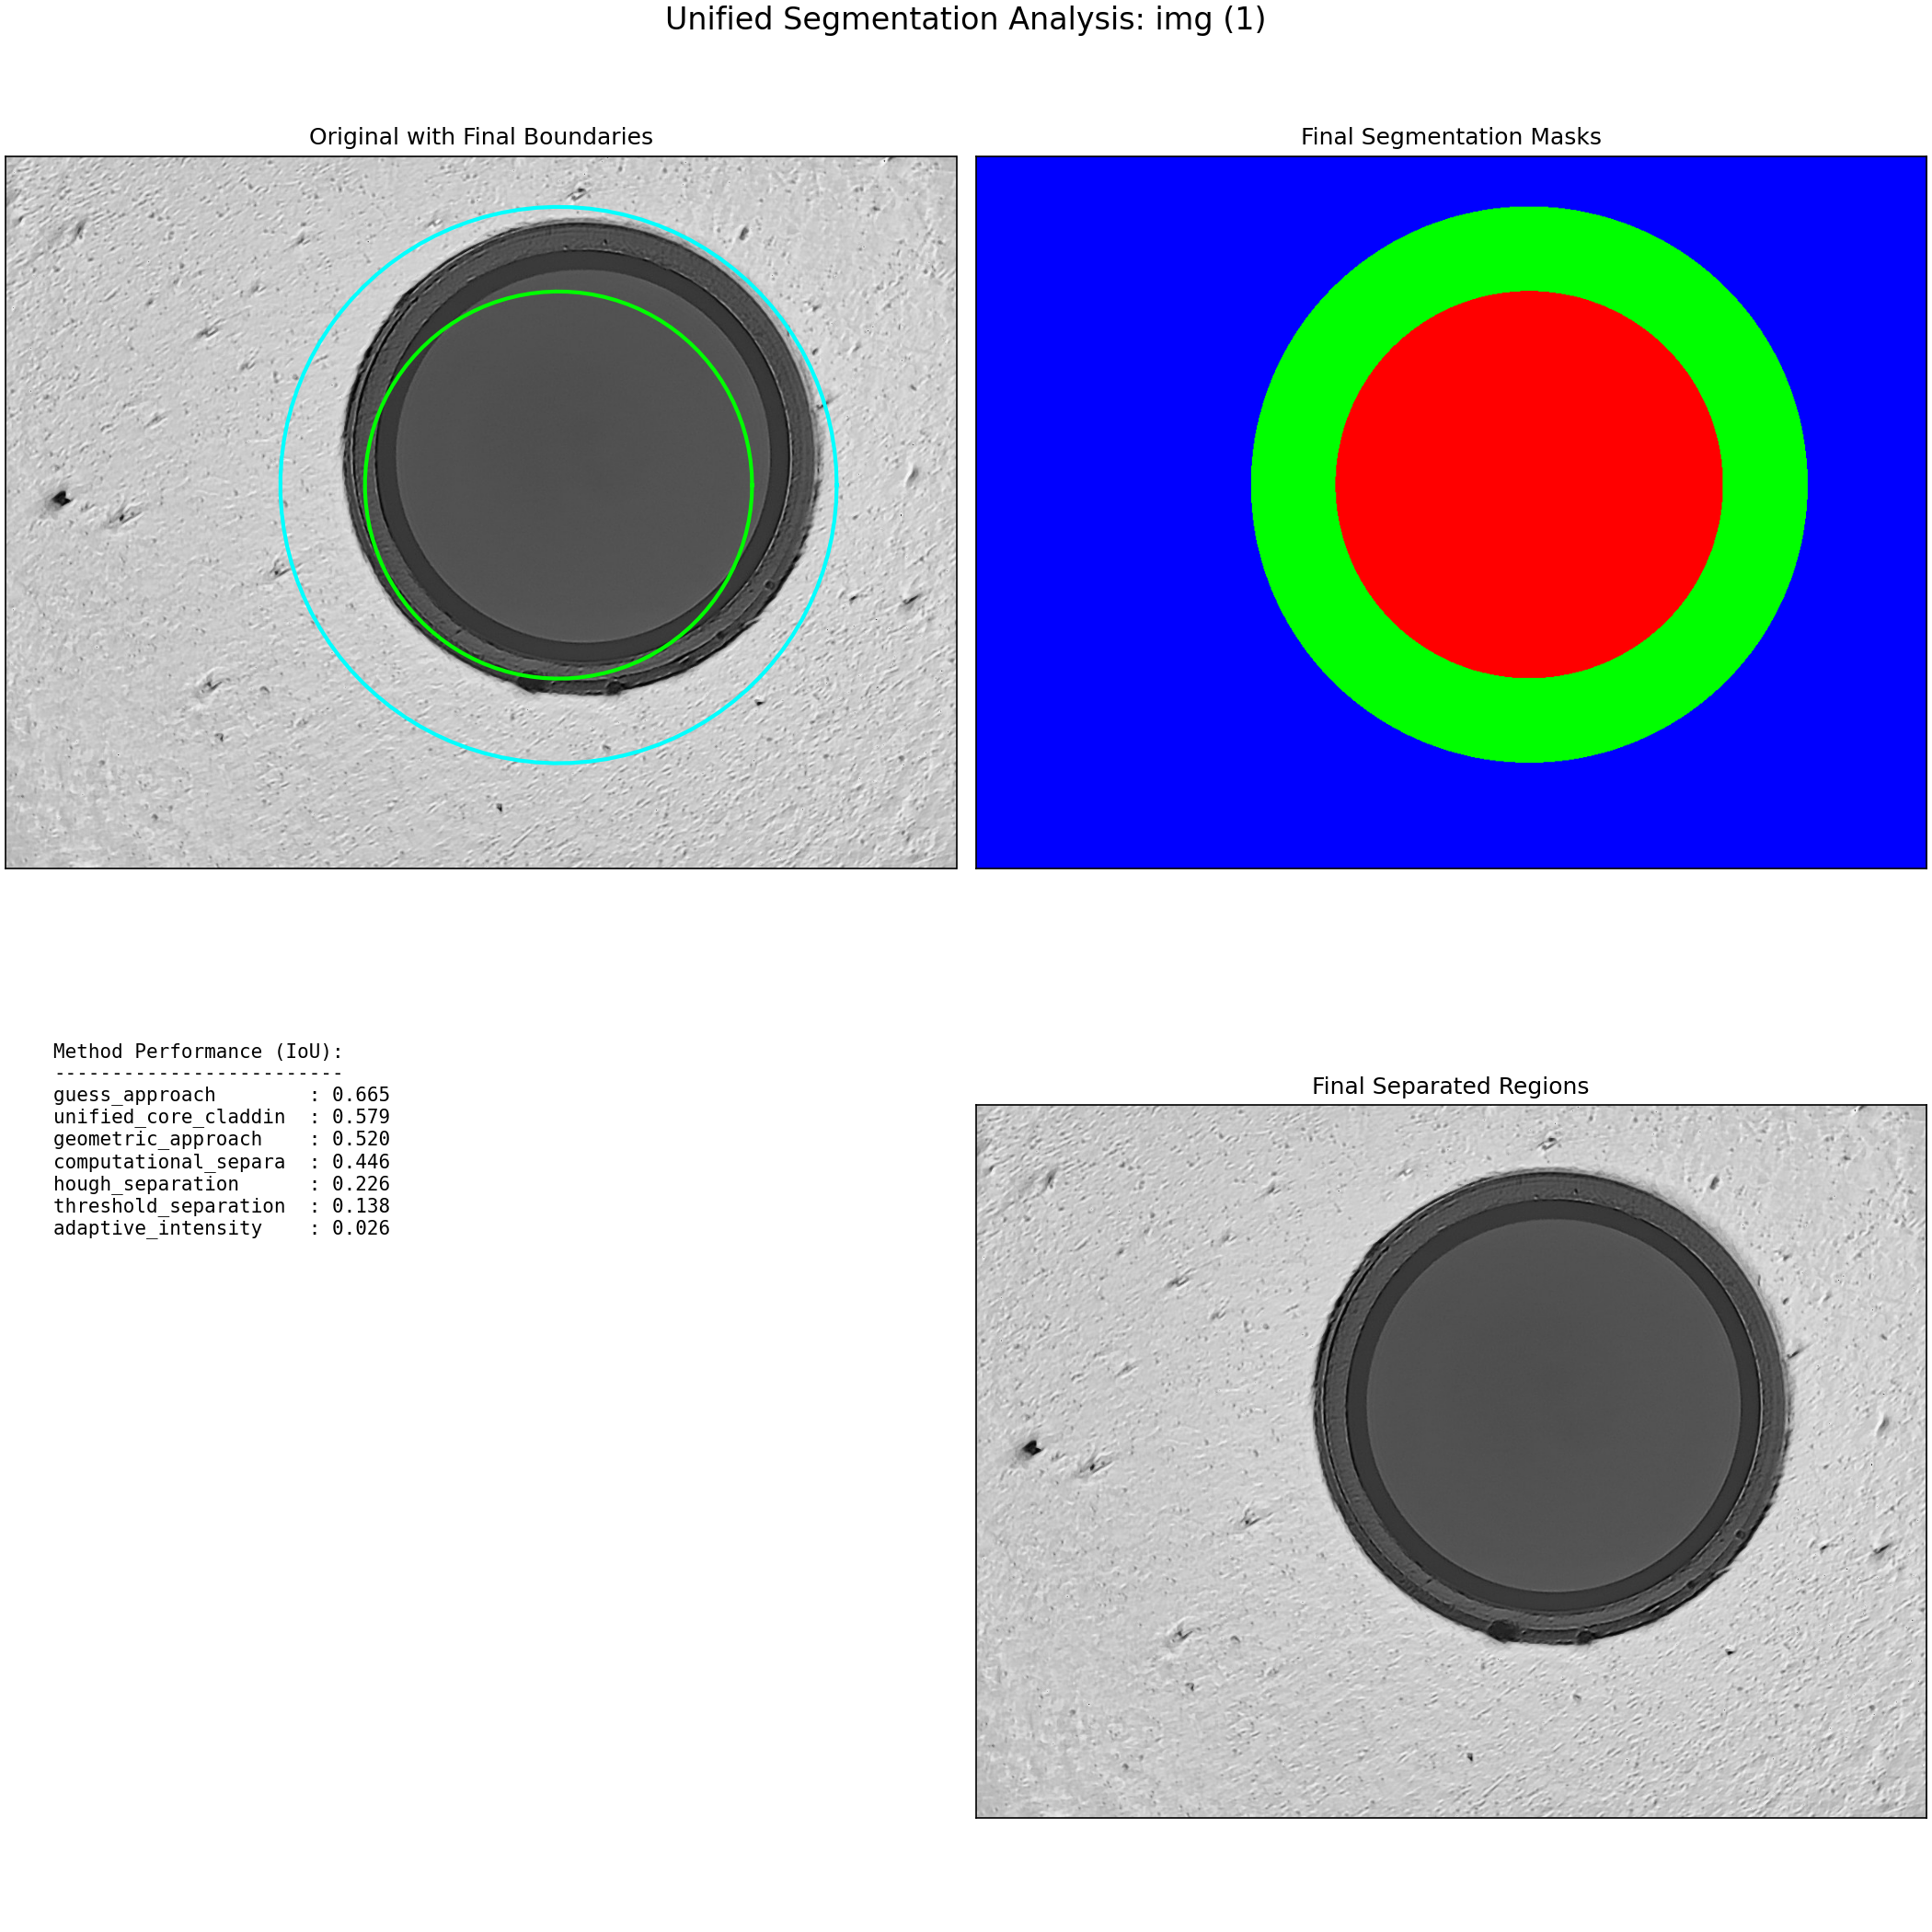 Unified Segmentation Analysis: img (1)
Original with Final Boundaries
Final Segmentation Masks
Method Performance (IoU):
-------------------------
guess_approach        : 0.665
unified_core_claddin  : 0.579
geometric_approach    : 0.520
computational_separa  : 0.446
hough_separation      : 0.226
threshold_separation  : 0.138
adaptive_intensity    : 0.026
Final Separated Regions